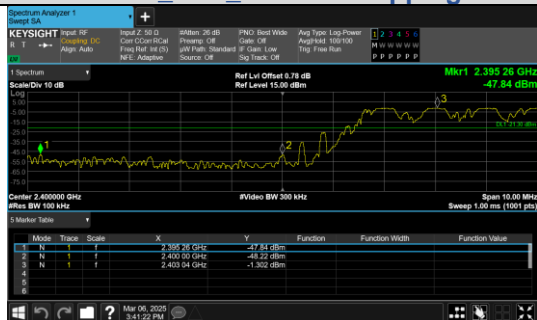 Spectrum Analyzer 1
Swept SA
+
KEYSIGHT Input: RF Input Z: 50 Ω #Atten: 26 dB PNO: Best Wide Avg Type: Log-Power 1 2 3 4 5 6
R T Coupling: DC Corr CCorr RCal Preamp: Off Gate: Off Avg|Hold: 100/100 M W W W W W
Align: Auto Freq Ref: Int (S) µW Path: Standard IF Gain: Low Trig: Free Run
NFE: Adaptive Source: Off Sig Track: Off P P P P P P
1 Spectrum Ref Lvl Offset 0.78 dB Mkr1 2.395 26 GHz
Scale/Div 10 dB Ref Level 15.00 dBm -47.84 dBm
Log
5.00
-5.00
-15.0
-25.0
-35.0
-45.0
-55.0
-65.0
-75.0
1
2
3
Center 2.400000 GHz #Video BW 300 kHz Span 10.00 MHz
#Res BW 100 kHz Sweep 1.00 ms (1001 pts)
5 Marker Table
Mode Trace Scale X Y Function Function Width Function Value
1 N 1 f 2.395 26 GHz -47.84 dBm
2 N 1 f 2.400 00 GHz -48.22 dBm
3 N 1 f 2.403 04 GHz -1.302 dBm
4
5
6
? Mar 06, 2025
3:41:22 PM